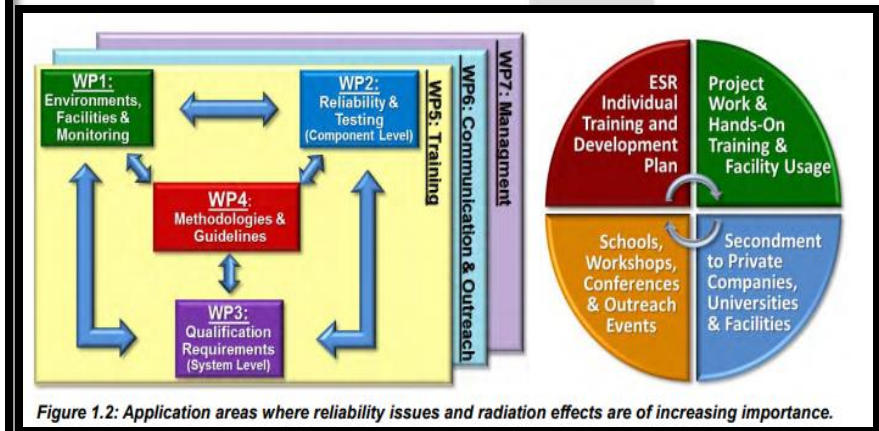 WP1:
Environments,
Facilities &
Monitoring
WP2:
Reliability &
Testing
(Component Level)
WP4:
Methodologies &
Guidelines
WP3:
Qualification
Requirements
(System Level)
WP5: Training
WP6: Communication & Outreach
WP7: Managment
ESR
Individual
Training and
Development
Plan
Project
Work &
Hands-On
Training &
Facility Usage
Schools,
Workshops,
Conferences
& Outreach
Events
Secondment
to Private
Companies,
Universities
& Facilities
Figure 1.2: Application areas where reliability issues and radiation effects are of increasing importance.